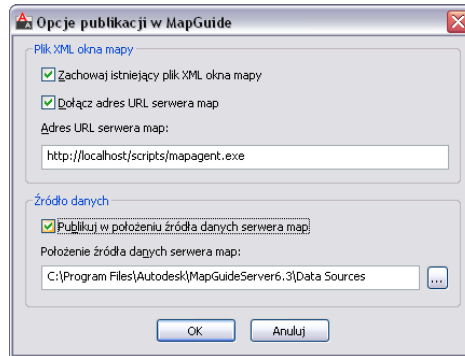 Opcje publikacji w MapGuide
Plik XML okna mapy
Zachowaj istniejący plik XML okna mapy
Dołącz adres URL serwera map
Adres URL serwera map:
http://localhost/scripts/mapagent.exe
Źródło danych
Publikuj w położeniu źródła danych serwera map
Położenie źródła danych serwera map:
C:\Program Files\Autodesk\MapGuideServer6.3\Data Sources
...
OK
Anuluj